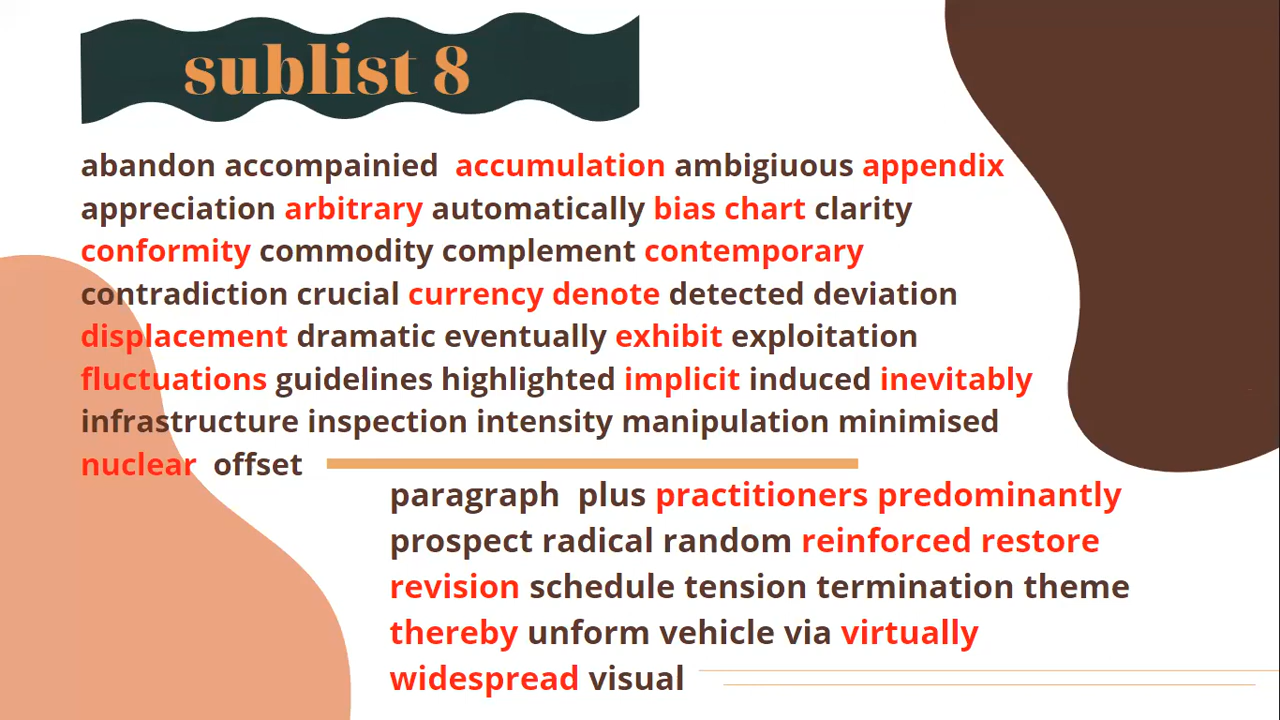 sublist 8
abandon accompainied accumulation ambigiuous appendix
appreciation arbitrary automatically bias chart clarity
conformity commodity complement contemporary
contradiction crucial currency denote detected deviation
displacement dramatic eventually exhibit exploitation
fluctuations guidelines highlighted implicit induced inevitably
infrastructure inspection intensity manipulation minimised
nuclear offset
paragraph plus practitioners predominantly
prospect radical random reinforced restore
revision schedule tension termination theme
thereby unform vehicle via virtually
widespread visual